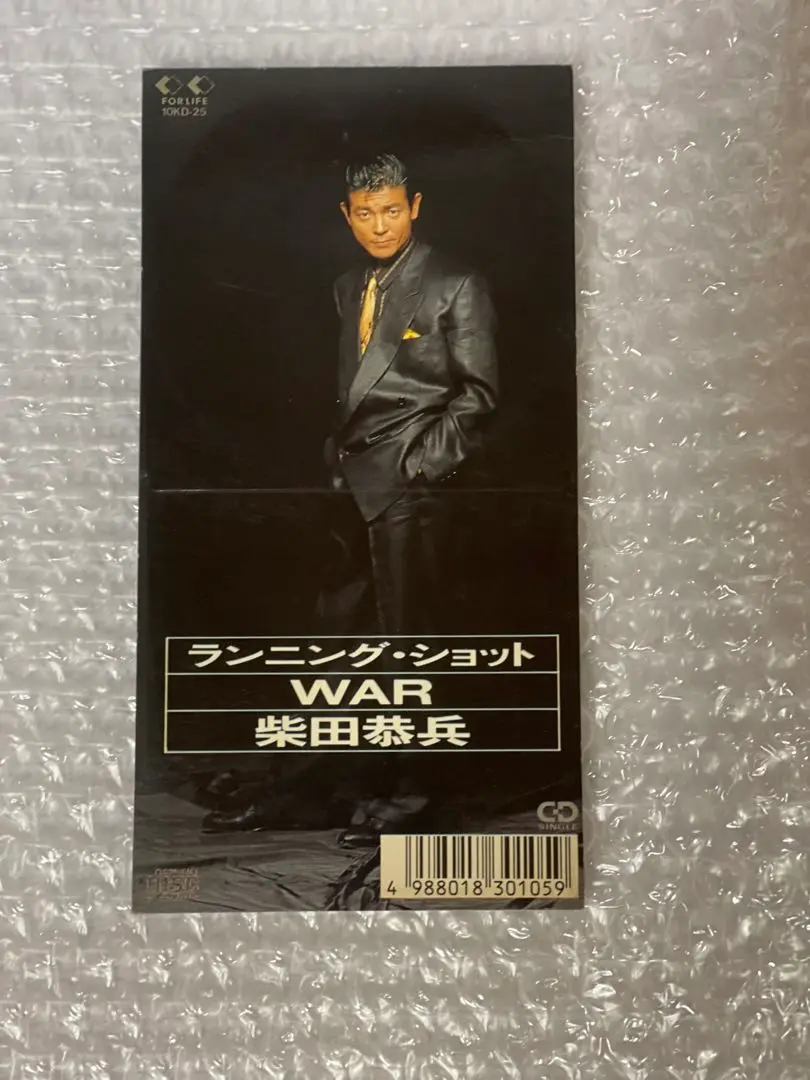 FOR LIFE
10KD-25
ランニング・ショット
WAR
柴田恭兵
CD
SINGLE
4 988018 301059